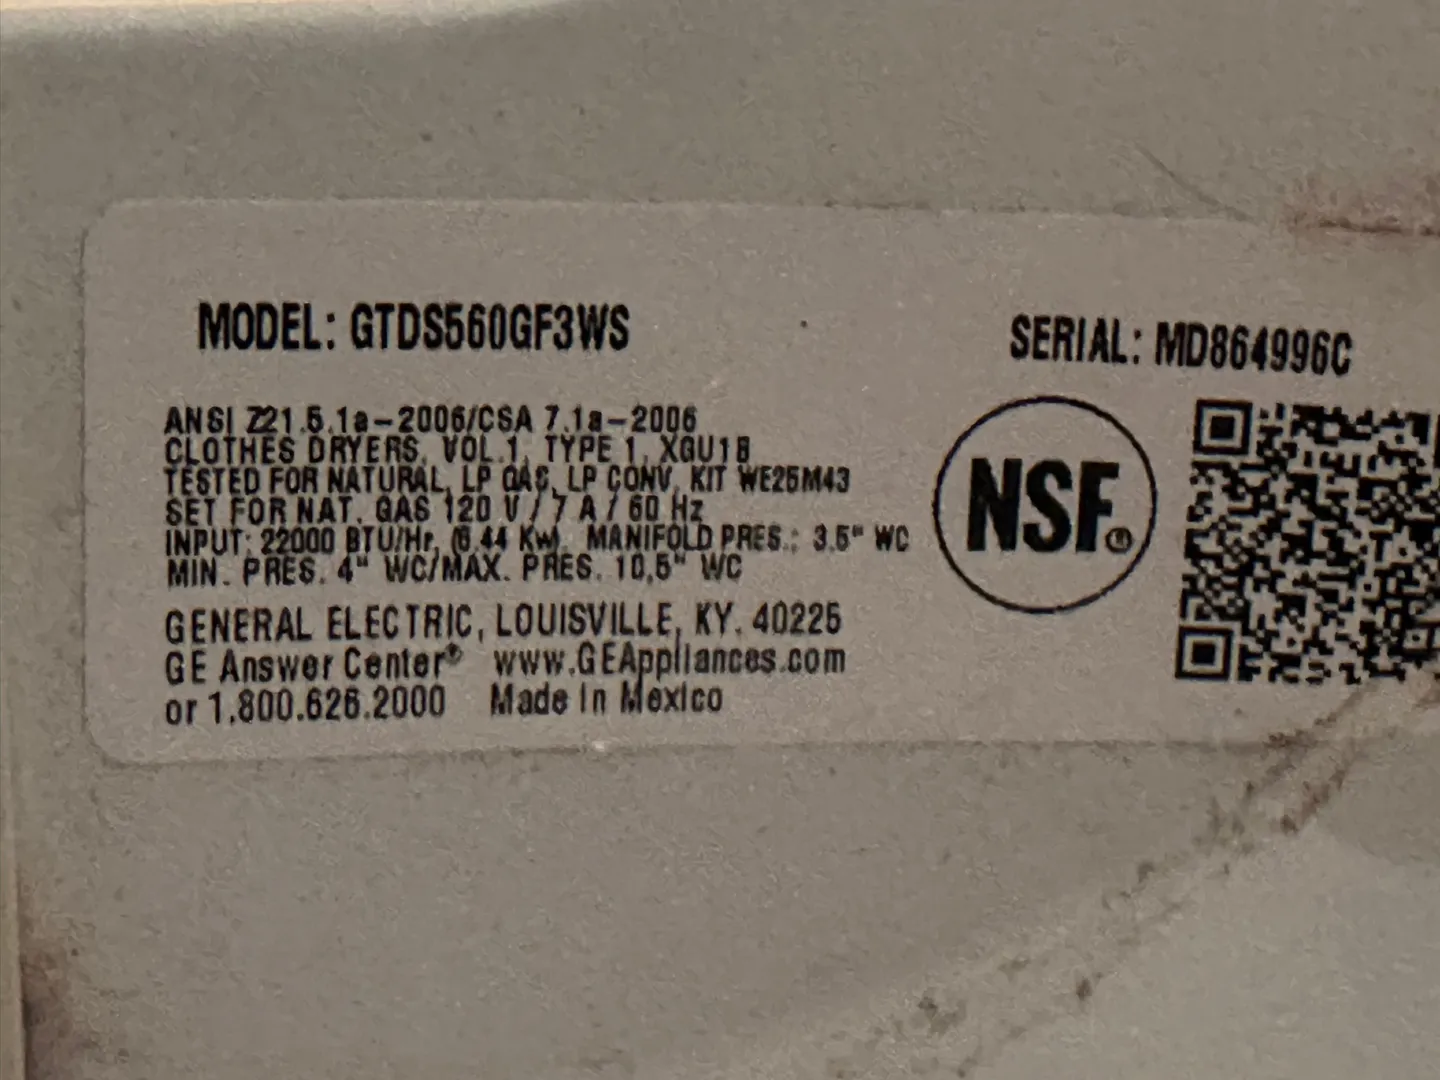 MODEL: GTDS560GF3WS
SERIAL: MD864996C
ANSI Z21.5.1a-2006/CSA 7.1a-2006
CLOTHES DRYERS, VOL.1, TYPE 1, XGU18
TESTED FOR NATURAL, LP GAS, LP CONV. KIT WE25M43
SET FOR NAT. GAS 120 V / 7 A / 60 Hz
INPUT: 22000 BTU/Hr, (6.44 Kw). MANIFOLD PRES.: 3.5" WC
MIN. PRES. 4" WC/MAX. PRES. 10.5" WC
NSF®
GENERAL ELECTRIC, LOUISVILLE, KY. 40225
GE Answer Center® www.GEAppliances.com
or 1.800.626.2000 Made in Mexico